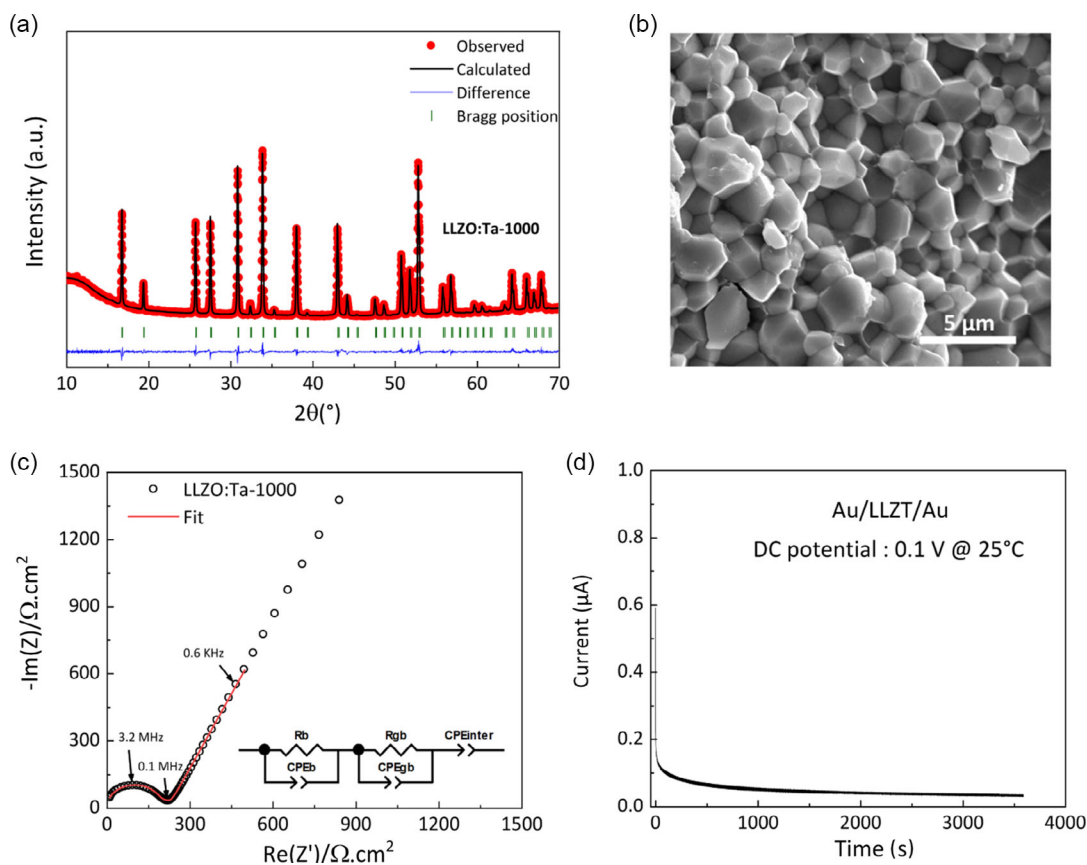 (a)
Observed
Calculated
Difference
Bragg position
LLZO:Ta-1000
Intensity (a.u.)
10 20 30 40 50 60 70
2θ(°)
(b)
5 µm
(c)
1500
1200
900
600
300
0
LLZO:Ta-1000
Fit
0.6 KHz
3.2 MHz
0.1 MHz
Rb
CPEb
Rgb
CPEgb
CPEinter
-Im(Z)/Ω.cm²
0 300 600 900 1200 1500
Re(Z')/Ω.cm²
(d)
1.0
0.8
0.6
0.4
0.2
0.0
Au/LLZT/Au
DC potential : 0.1 V @ 25°C
Current (µA)
0 1000 2000 3000 4000
Time (s)